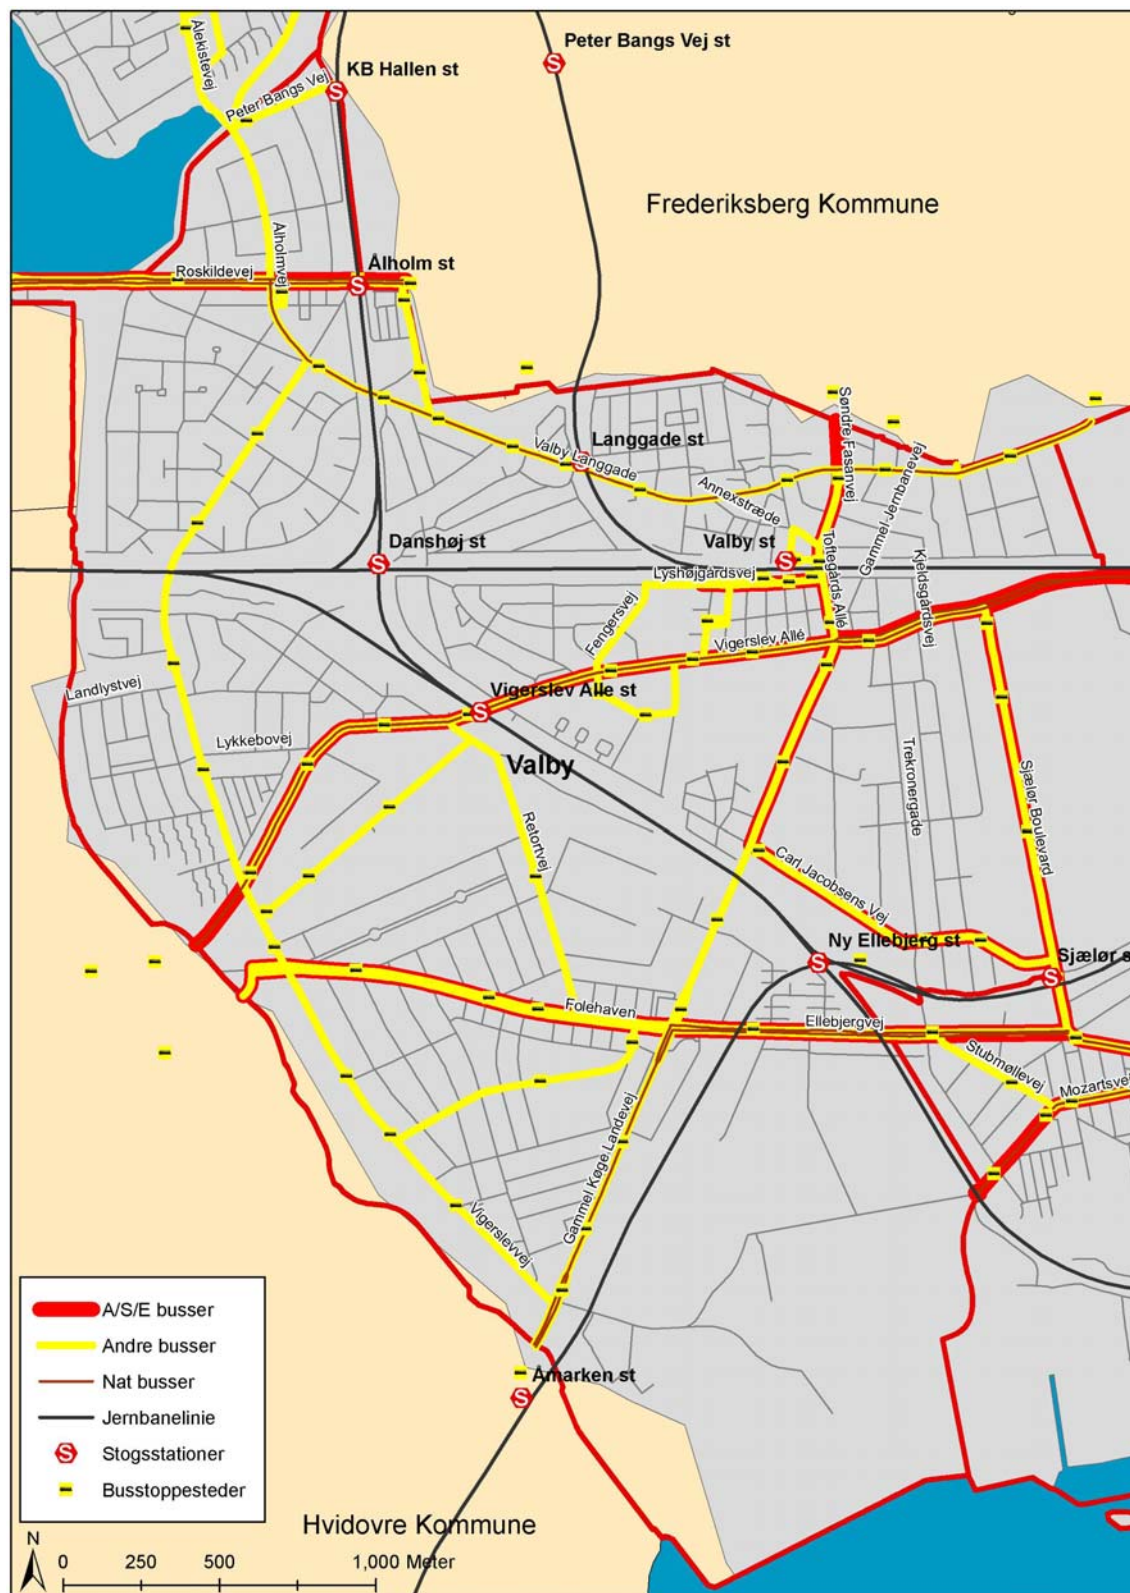 Peter Bangs Vej st
Ålekistevej
KB Hallen st
Peter Bangs Vej
Frederiksberg Kommune
Ålholmvej
Roskildevej
Ålholm st
Søndre Fasanvej
Langgade st
Valby Langgade
Annexstræde
Gammel Jernbanevej
Danshøj st
Valby st
Toftegårds Allé
Kjeldsgårdsvej
Lyshøjgårdsvej
Fengersvej
Vigerslev Allé
Landlystvej
Vigerslev Alle st
Lykkebovej
Valby
Trekronergade
Sjælør Boulevard
Retortvej
Carl Jacobsens Vej
Ny Ellebjerg st
Sjælør s
Folehaven
Ellebjergvej
Stubmøllevej
Mozartsvej
Gammel Køge Landevej
Vigerslevvej
A/S/E busser
Andre busser
Nat busser
Jernbanelinie
S Stogsstationer
Busstoppesteder
Åmarken st
Hvidovre Kommune
N
0 250 500 1,000 Meter